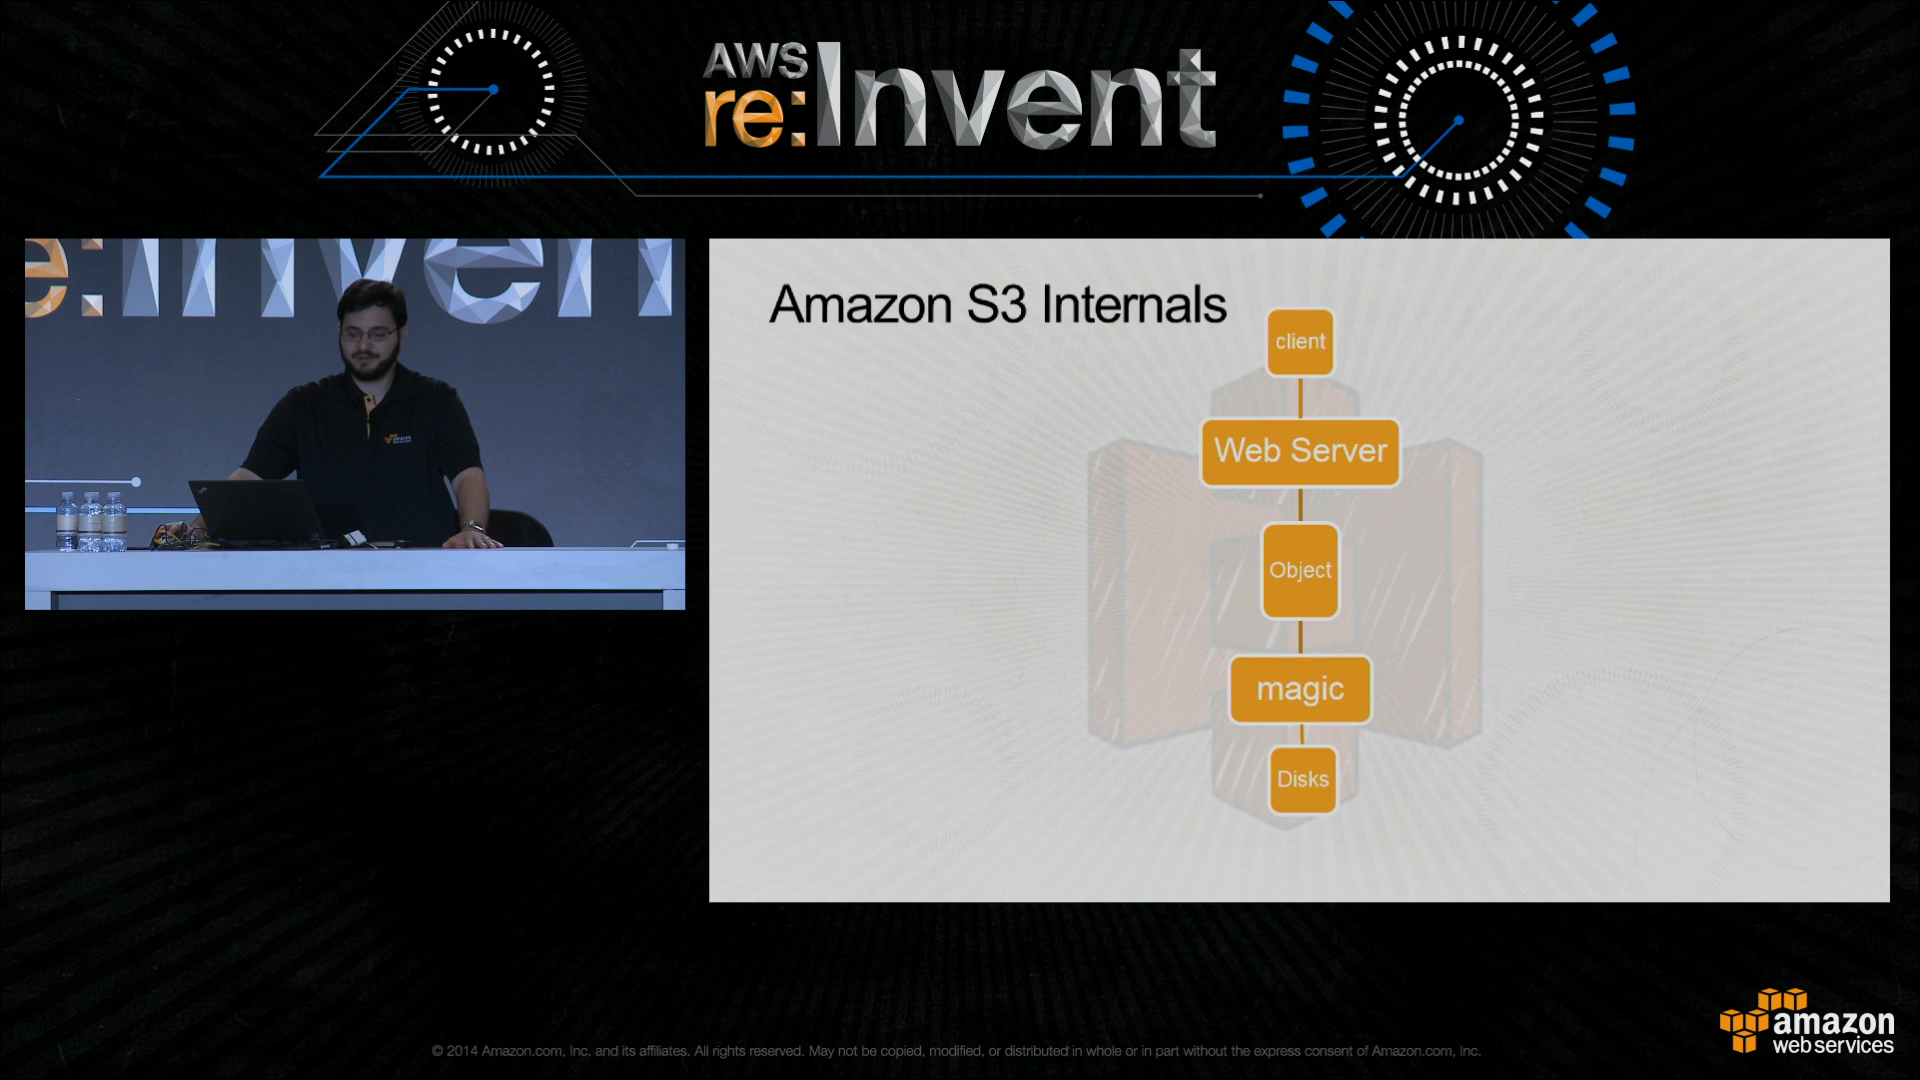 AWS
re:Invent
e:Inven
amazon
Amazon S3 Internals
client
Web Server
Object
magic
Disks
amazon
web services
© 2014 Amazon.com, Inc. and its affiliates. All rights reserved. May not be copied, modified, or distributed in whole or in part without the express consent of Amazon.com, Inc.